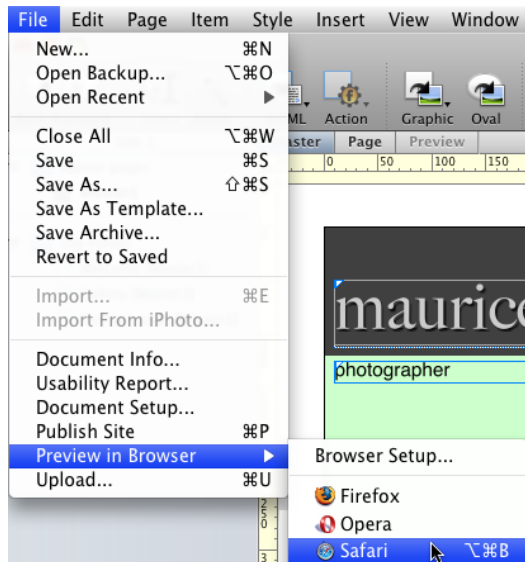 File Edit Page Item Style Insert View Window
New... ⌘N
Open Backup... ⌥⌘O
Open Recent ▶
Close All ⌥⌘W
Save ⌘S
Save As... ⇧⌘S
Save As Template...
Save Archive...
Revert to Saved
Import... ⌘E
Import From iPhoto...
Document Info...
Usability Report...
Document Setup...
Publish Site ⌘P
Preview in Browser ▶
Upload... ⌘U
Browser Setup...
Firefox
Opera
Safari ⌥⌘B
ML Action Graphic Oval
aster Page Preview
0 50 100 150
maurice
photographer